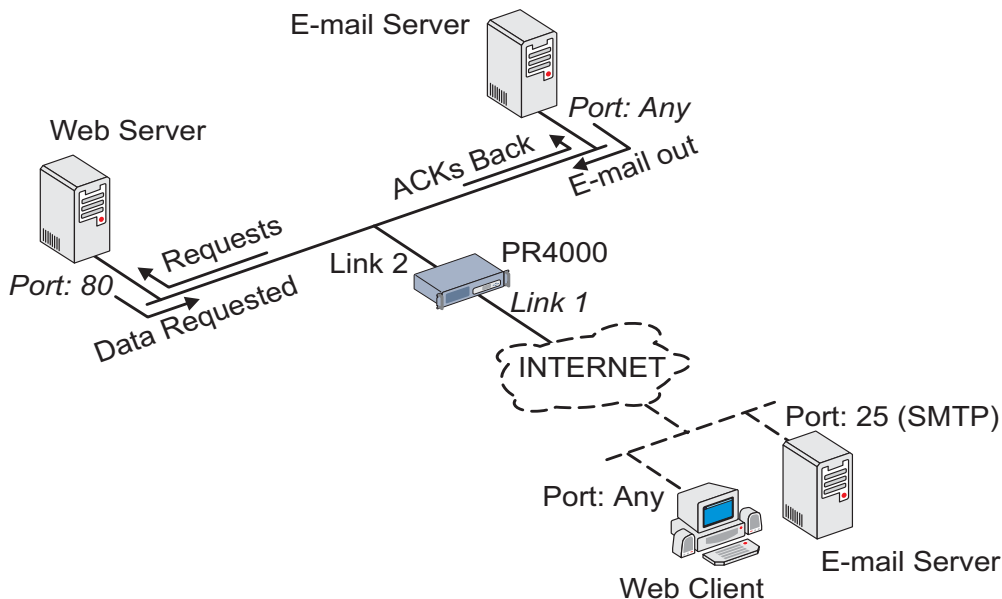 E-mail Server
Port: Any
Web Server
ACKs Back
E-mail out
Requests
Port: 80
Data Requested
Link 2
PR4000
Link 1
INTERNET
Port: 25 (SMTP)
Port: Any
E-mail Server
Web Client